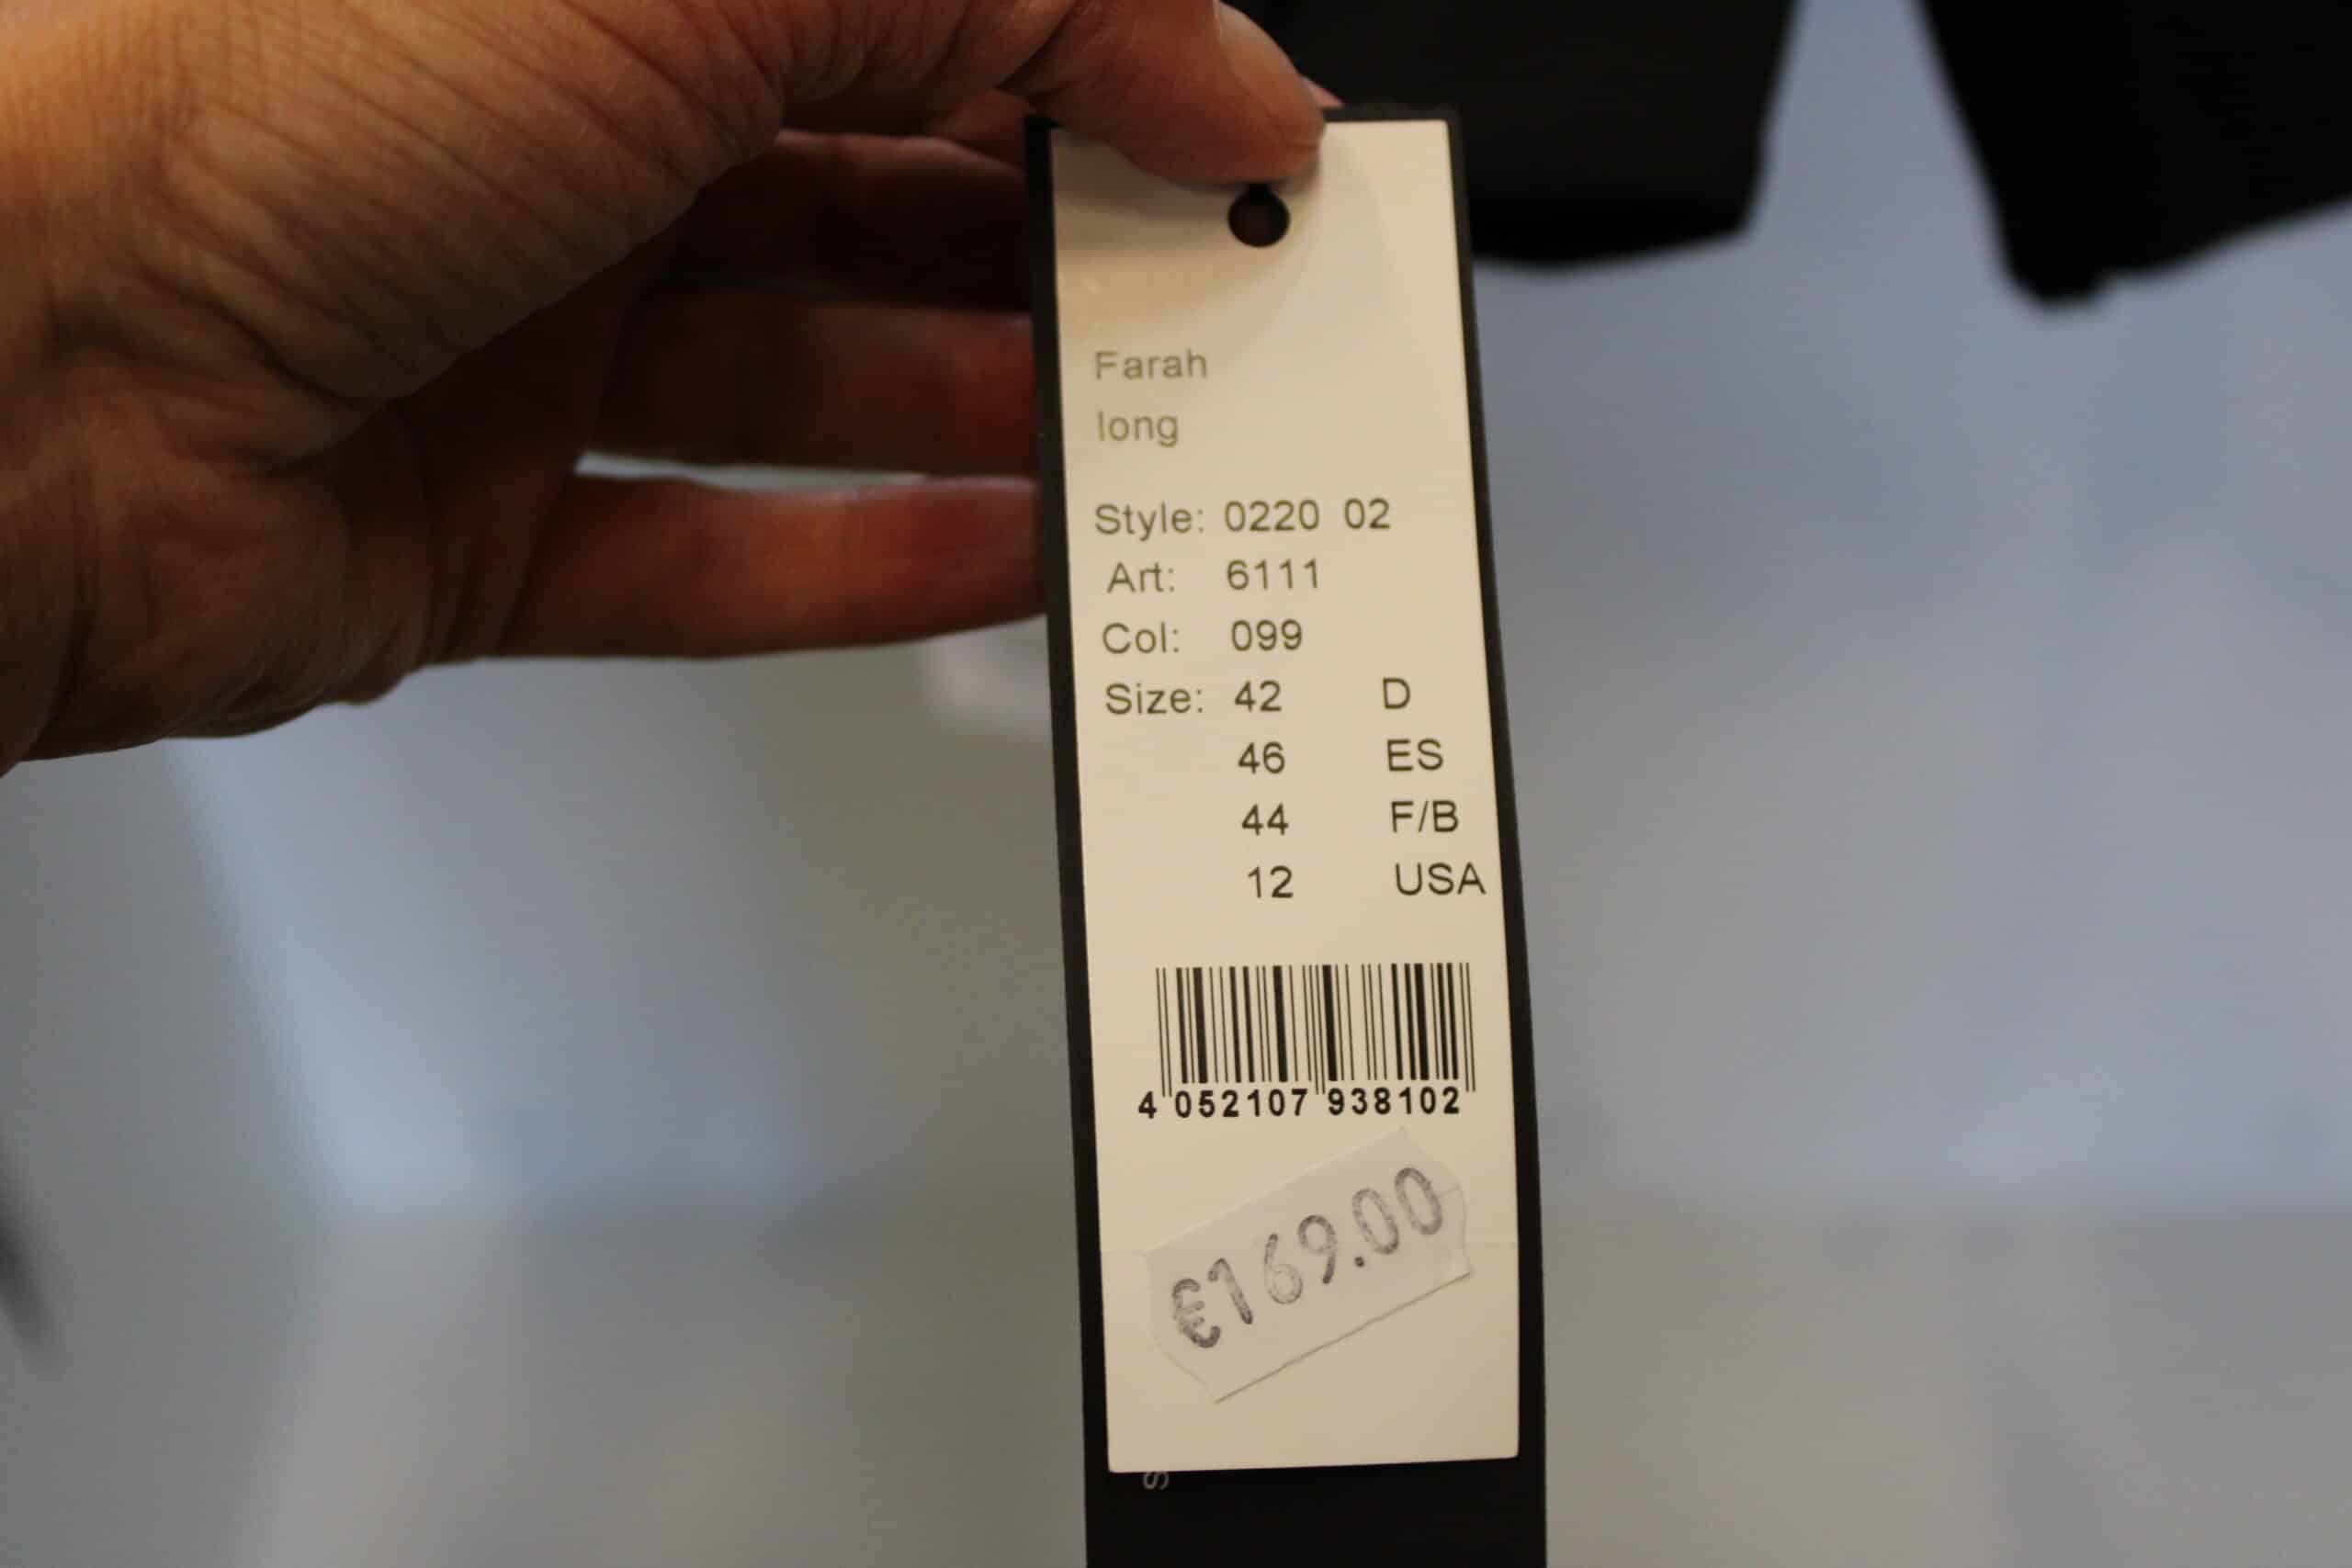 Farah
long
Style: 0220 02
Art: 6111
Col: 099
Size: 42 D
46 ES
44 F/B
12 USA
4 052107 938102
€169.00
S